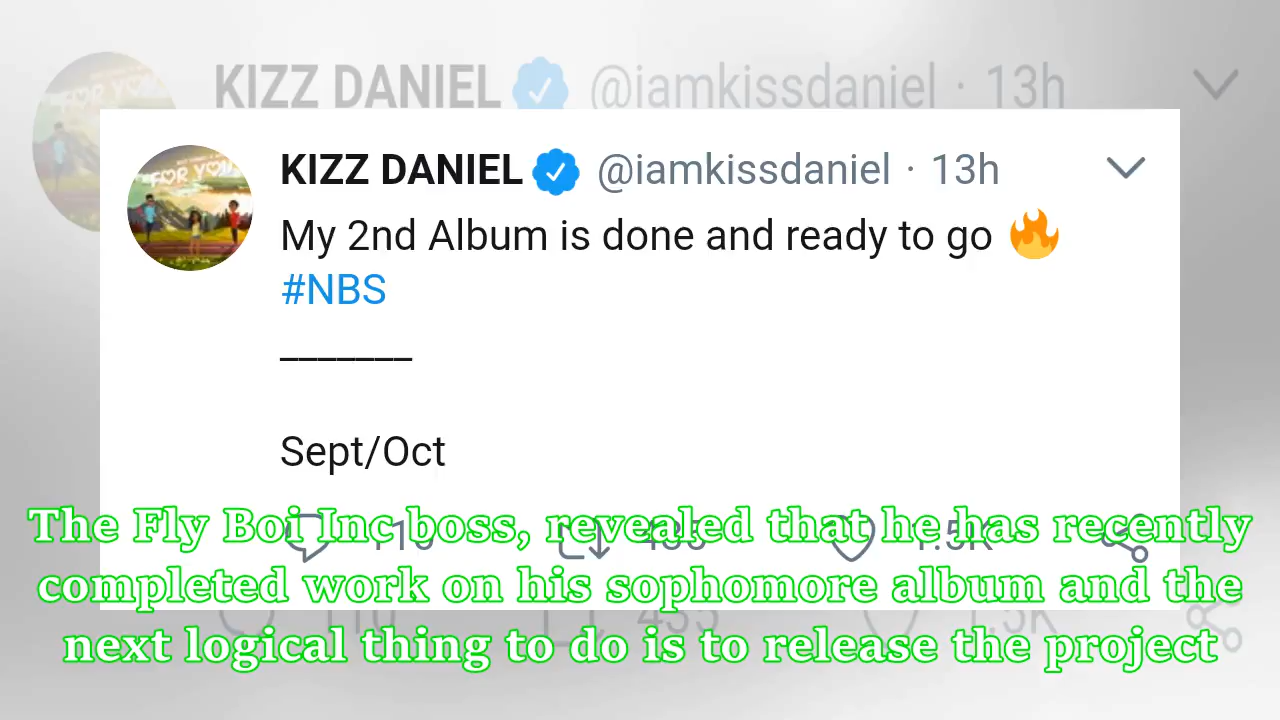 KIZZ DANIEL @iamkissdaniel · 13h
KIZZ DANIEL @iamkissdaniel · 13h
FOR YOU
My 2nd Album is done and ready to go 🔥
#NBS
_______
Sept/Oct
The Fly Boi Inc boss, revealed that he has recently
completed work on his sophomore album and the
next logical thing to do is to release the project